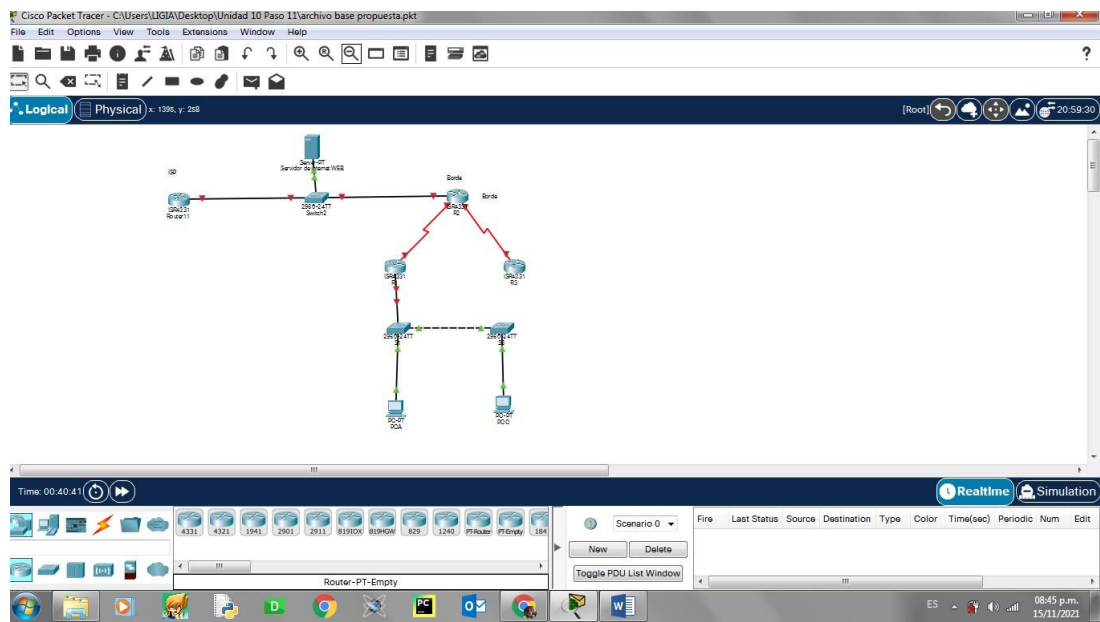 Cisco Packet Tracer - C:\Users\LIGIA\Desktop\Unidad 10 Paso 11\archivo base propuesta.pkt
File Edit Options View Tools Extensions Window Help
?
Logical Physical x: 1395, y: 258 [Root] 20:59:30
Server-PT
Servidor de Internet WEB
ISP
Borde
Borde
ISR4331
Router11
2960-24TT
Switch2
ISR4331
R2
ISR4331
R1
ISR4331
R3
2960-24TT
2960-24TT
PC-PT
PCA
PC-PT
PCC
Time: 00:40:41 Realtime Simulation
4331 4321 1941 2901 2911 819IOX 819HGW 829 1240 PT-Router PT-Empty 184
Router-PT-Empty
Scenario 0
New Delete
Toggle PDU List Window
Fire Last Status Source Destination Type Color Time(sec) Periodic Num Edit
ES 08:45 p.m.
15/11/2021